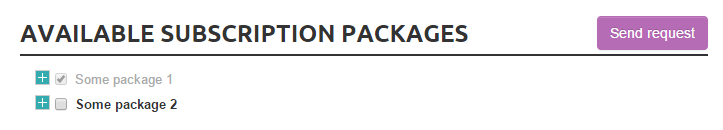 AVAILABLE SUBSCRIPTION PACKAGES
Send request
Some package 1
Some package 2